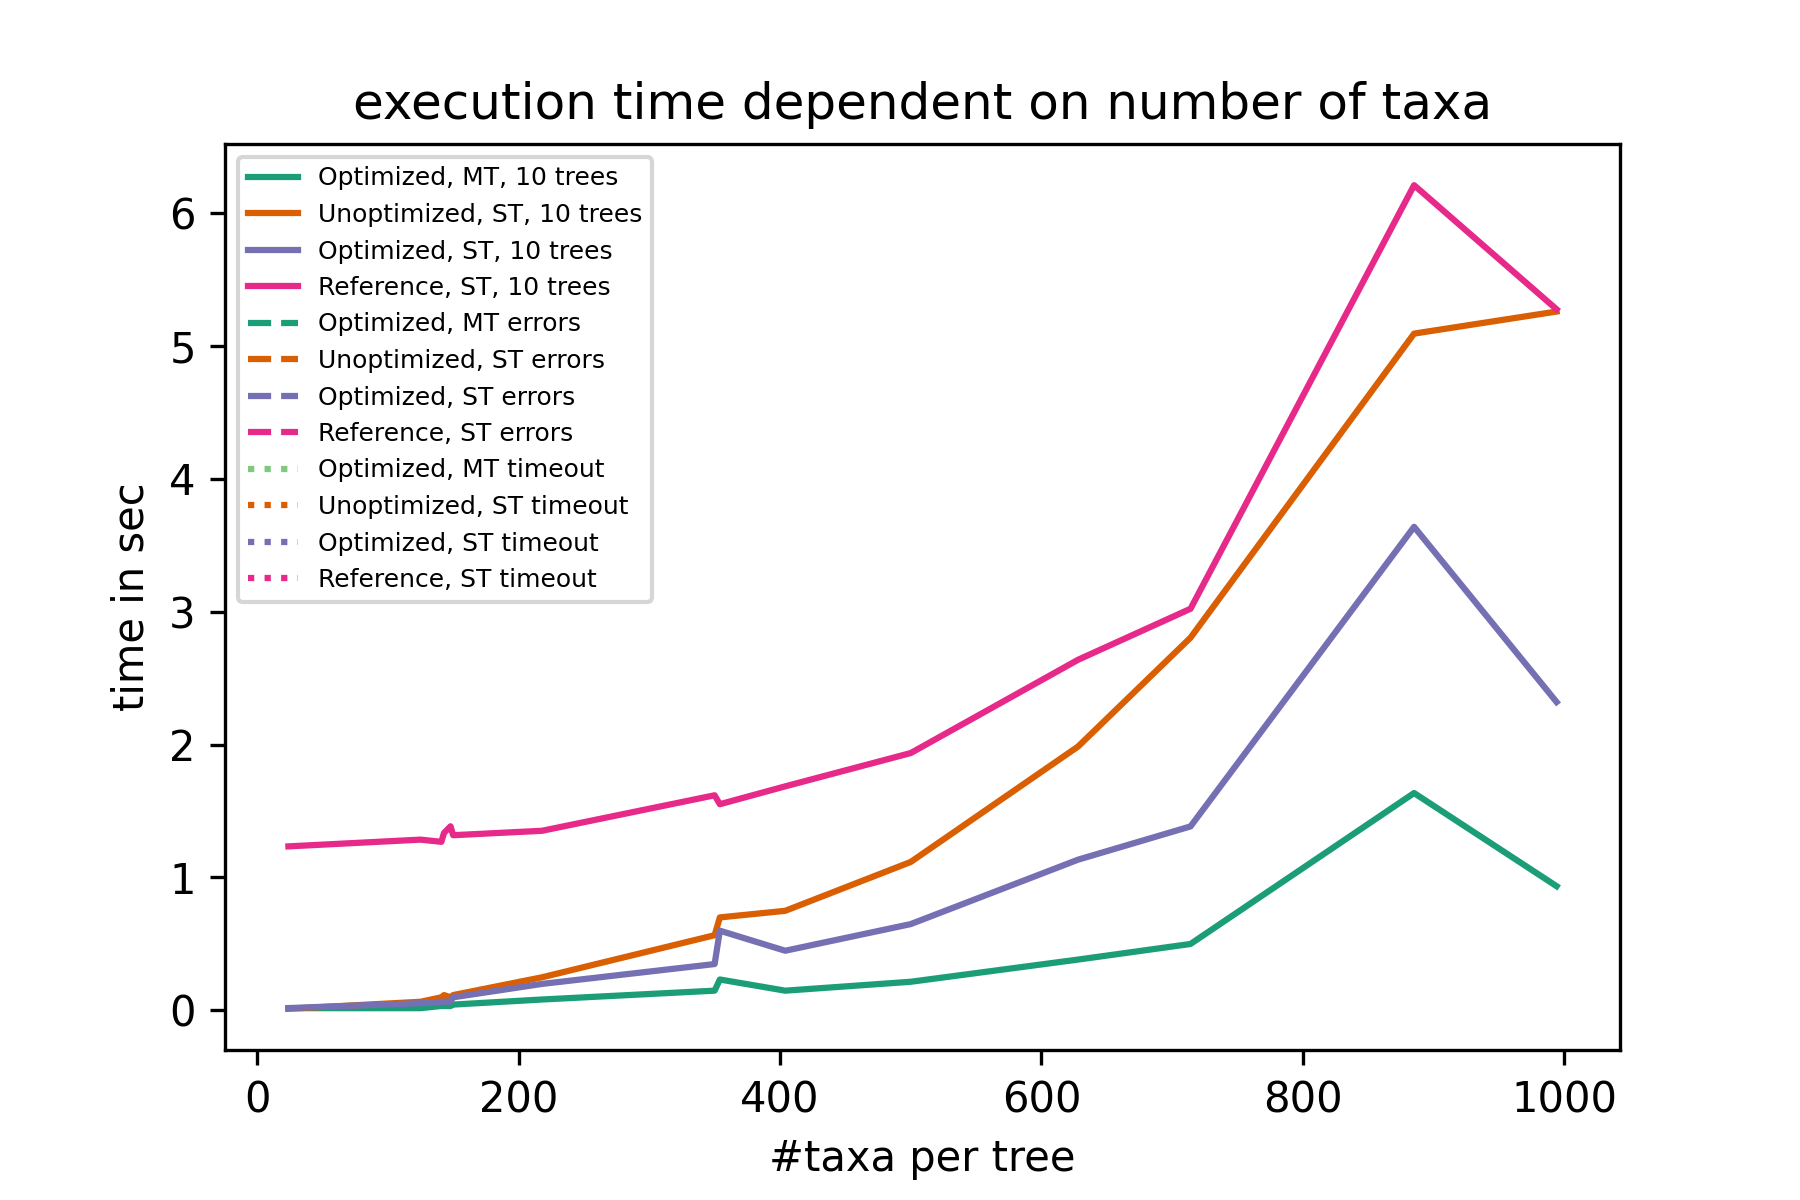 execution time dependent on number of taxa
Optimized, MT, 10 trees
Unoptimized, ST, 10 trees
Optimized, ST, 10 trees
Reference, ST, 10 trees
Optimized, MT errors
Unoptimized, ST errors
Optimized, ST errors
Reference, ST errors
Optimized, MT timeout
Unoptimized, ST timeout
Optimized, ST timeout
Reference, ST timeout
time in sec
6
5
4
3
2
1
0
0 200 400 600 800 1000
#taxa per tree